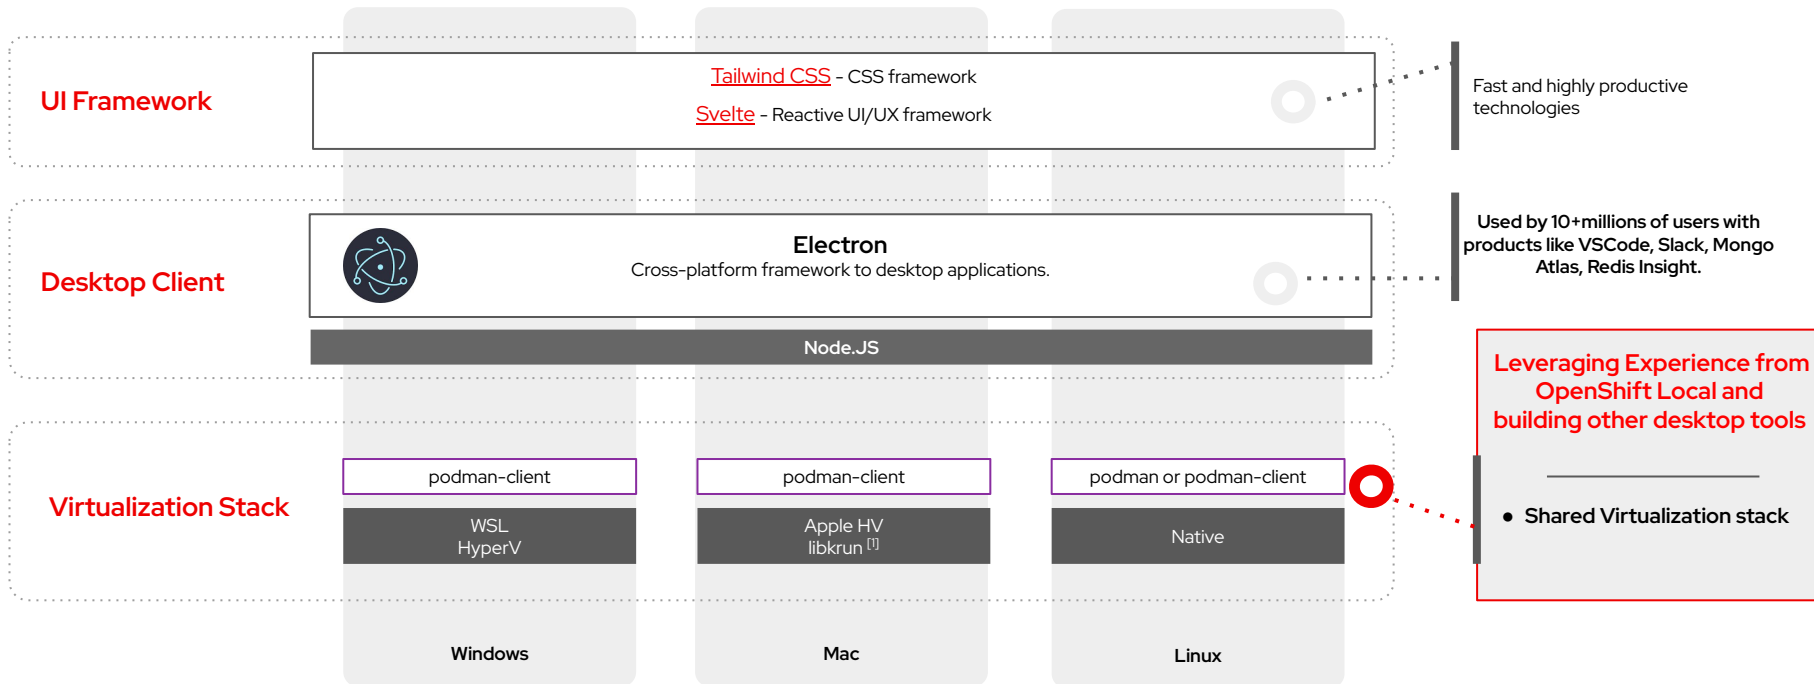 UI Framework
Tailwind CSS - CSS framework
Svelte - Reactive UI/UX framework
Fast and highly productive
technologies
Desktop Client
Electron
Cross-platform framework to desktop applications.
Node.JS
Used by 10+millions of users with
products like VSCode, Slack, Mongo
Atlas, Redis Insight.
Virtualization Stack
podman-client
WSL
HyperV
podman-client
Apple HV
libkrun [1]
podman or podman-client
Native
Leveraging Experience from
OpenShift Local and
building other desktop tools
● Shared Virtualization stack
Windows
Mac
Linux